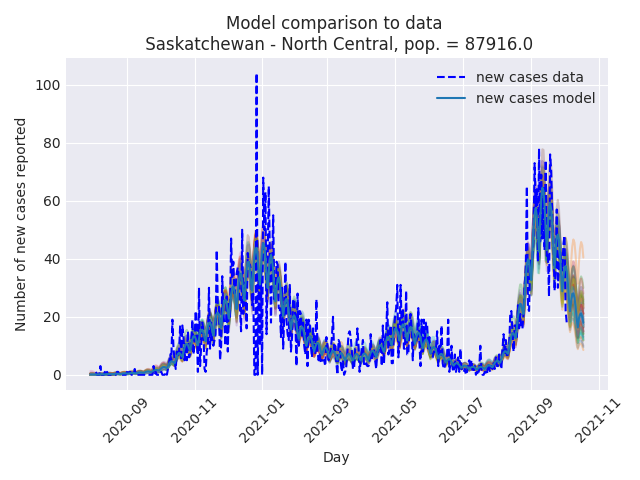 Model comparison to data
Saskatchewan - North Central, pop. = 87916.0
new cases data
new cases model
Number of new cases reported
100
80
60
40
20
0
2020-09
2020-11
2021-01
2021-03
2021-05
2021-07
2021-09
2021-11
Day